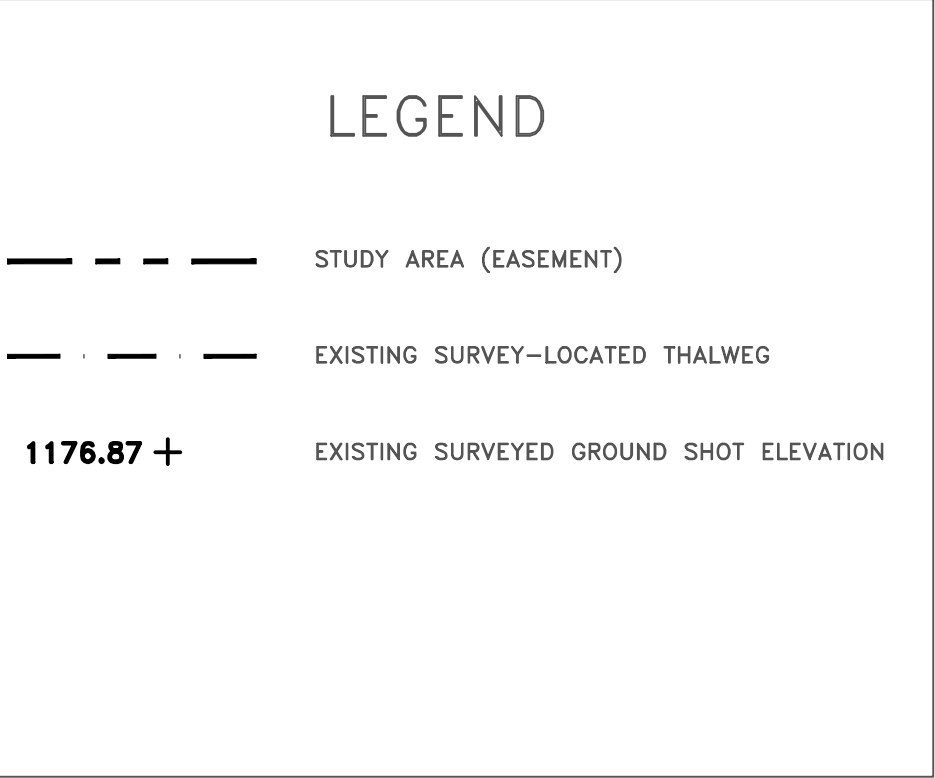 LEGEND
STUDY AREA (EASEMENT)
EXISTING SURVEY-LOCATED THALWEG
1176.87 + EXISTING SURVEYED GROUND SHOT ELEVATION